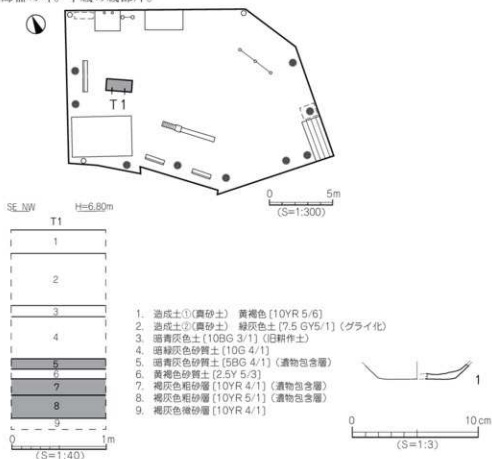 T1
0 5m
(S=1:300)
SE NW H=6.80m
T1
1
2
3
4
5
6
7
8
9
0 1m
(S=1:40)
1. 造成土①(真砂土) 黄褐色 [10YR 5/6]
2. 造成土②(真砂土) 緑灰色土 [7.5 GY5/1] (グライ化)
3. 暗青灰色土 [10BG 3/1] (旧耕作土)
4. 暗緑灰色砂質土 [10G 4/1]
5. 暗青灰色砂質土 [5BG 4/1] (遺物包含層)
6. 黄褐色砂質土 [2.5Y 5/3]
7. 褐灰色粗砂層 [10YR 4/1] (遺物包含層)
8. 褐灰色粗砂層 [10YR 5/1] (遺物包含層)
9. 褐灰色微砂層 [10YR 4/1]
1
0 10cm
(S=1:3)